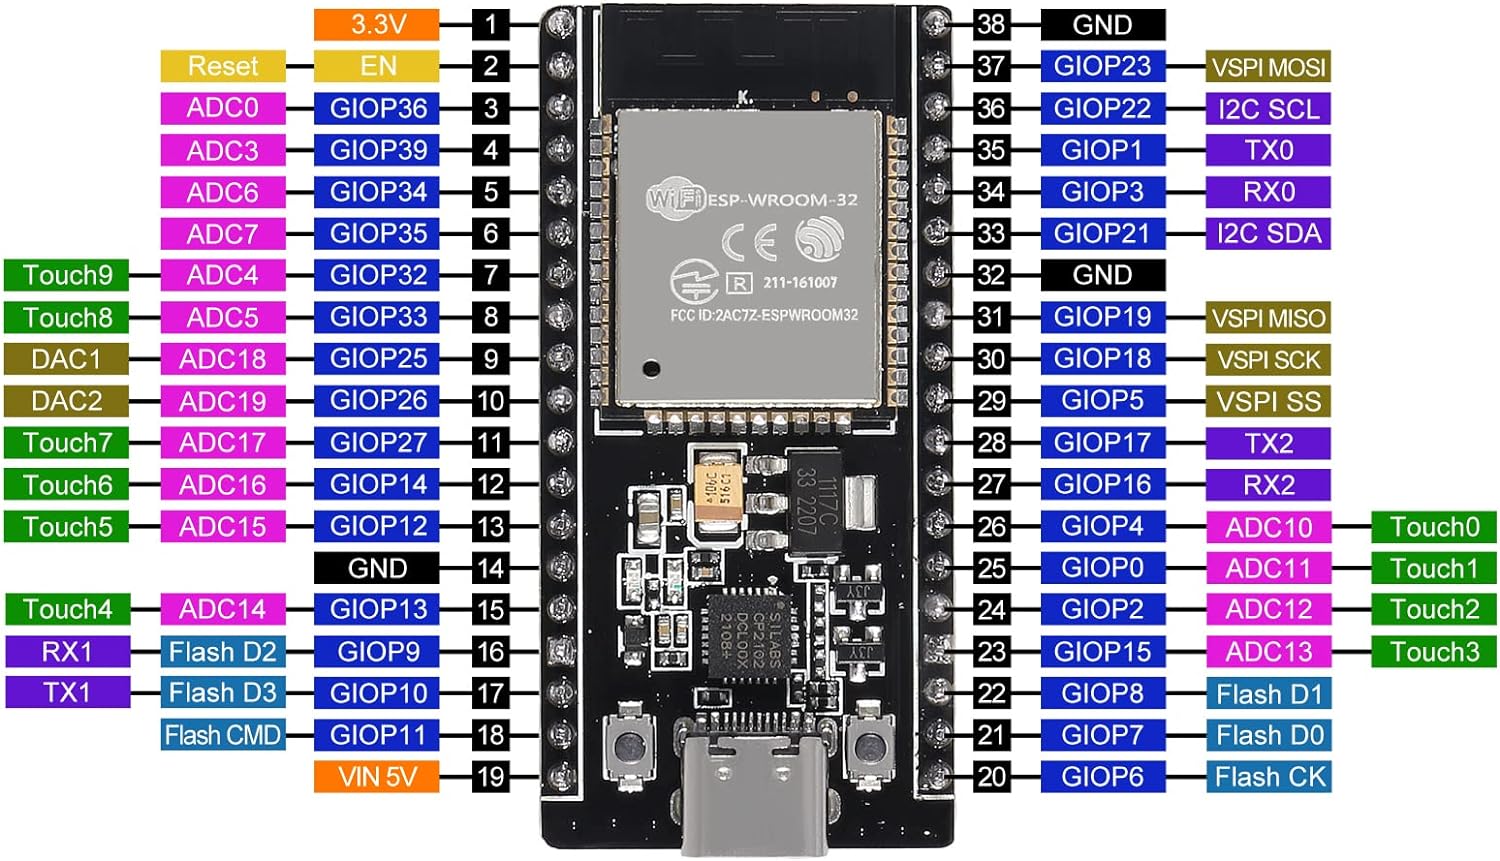 3.3V 1 38 GND
Reset EN 2 37 GIOP23 VSPI MOSI
ADC0 GIOP36 3 36 GIOP22 I2C SCL
ADC3 GIOP39 4 35 GIOP1 TX0
ADC6 GIOP34 5 34 GIOP3 RX0
ADC7 GIOP35 6 33 GIOP21 I2C SDA
Touch9 ADC4 GIOP32 7 32 GND
Touch8 ADC5 GIOP33 8 31 GIOP19 VSPI MISO
DAC1 ADC18 GIOP25 9 30 GIOP18 VSPI SCK
DAC2 ADC19 GIOP26 10 29 GIOP5 VSPI SS
Touch7 ADC17 GIOP27 11 28 GIOP17 TX2
Touch6 ADC16 GIOP14 12 27 GIOP16 RX2
Touch5 ADC15 GIOP12 13 26 GIOP4 ADC10 Touch0
GND 14 25 GIOP0 ADC11 Touch1
Touch4 ADC14 GIOP13 15 24 GIOP2 ADC12 Touch2
RX1 Flash D2 GIOP9 16 23 GIOP15 ADC13 Touch3
TX1 Flash D3 GIOP10 17 22 GIOP8 Flash D1
Flash CMD GIOP11 18 21 GIOP7 Flash D0
VIN 5V 19 20 GIOP6 Flash CK
K.
WiFi ESP-WROOM-32
CE
R 211-161007
FCC ID:2AC7Z-ESPWROOM32
106C
516C1
1117C
33 2207
SILABS
CP2102
DCL0DX
2108+
J3Y
J3Y